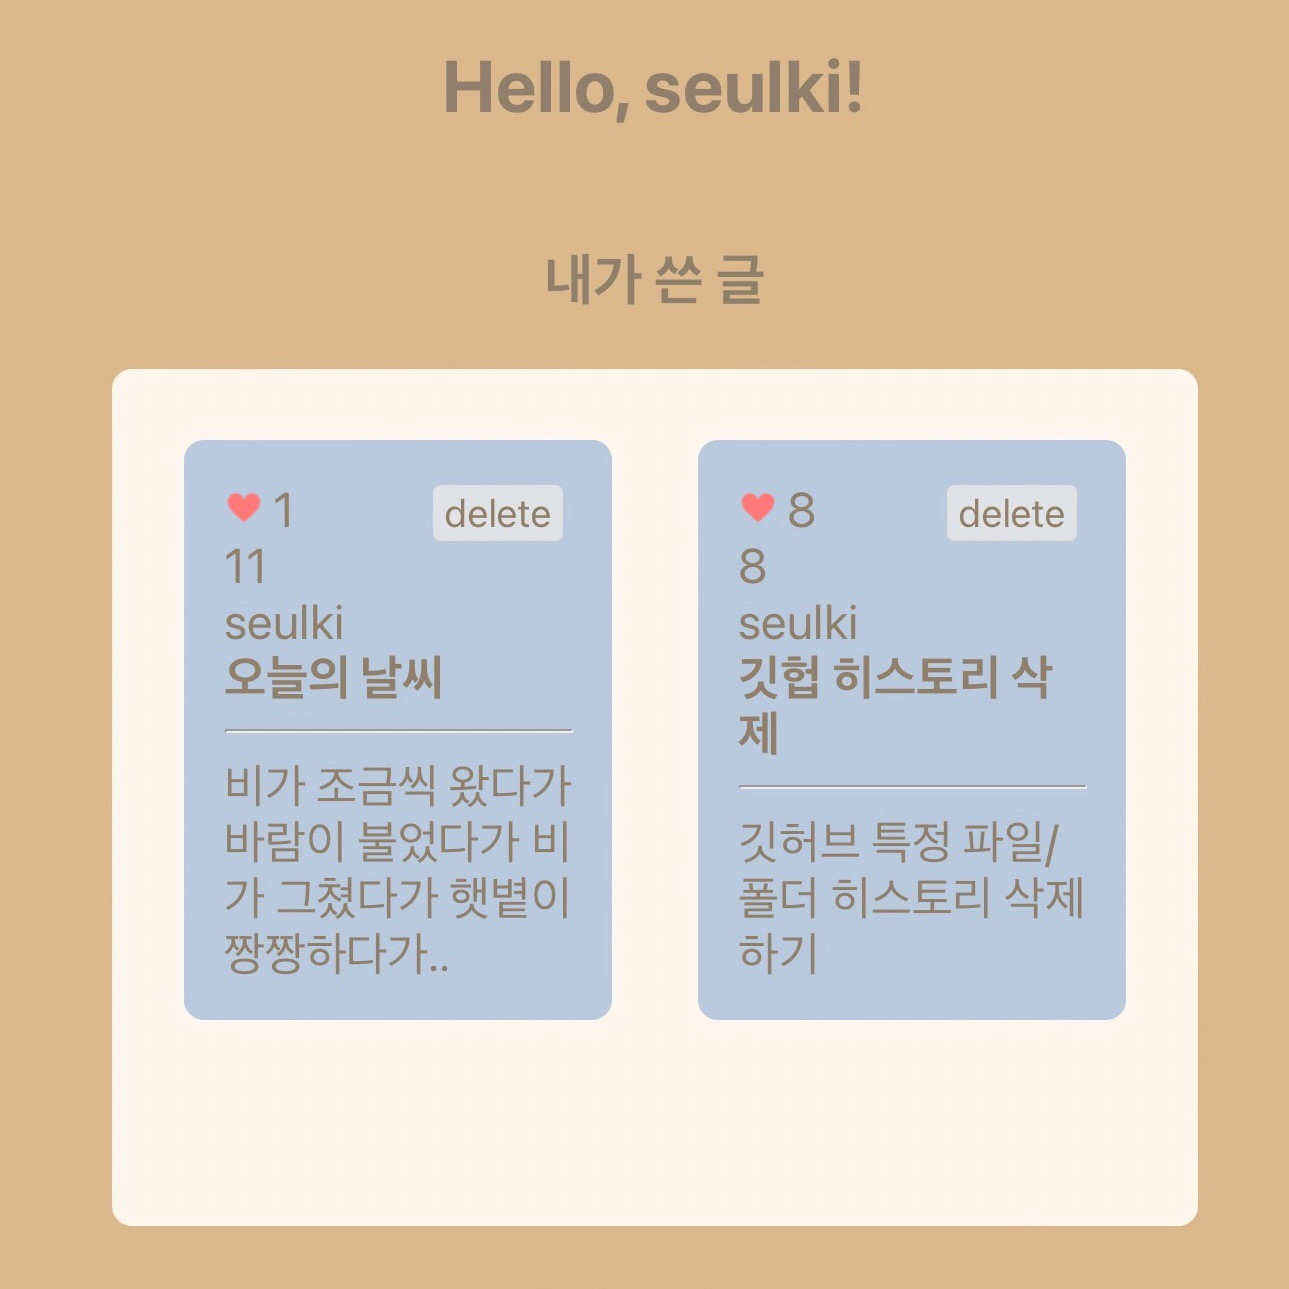 Hello, seulki!
내가 쓴 글
❤ 1 delete
11
seulki
오늘의 날씨
비가 조금씩 왔다가
바람이 불었다가 비
가 그쳤다가 햇볕이
짱짱하다가..
❤ 8 delete
8
seulki
깃헙 히스토리 삭
제
깃허브 특정 파일/
폴더 히스토리 삭제
하기